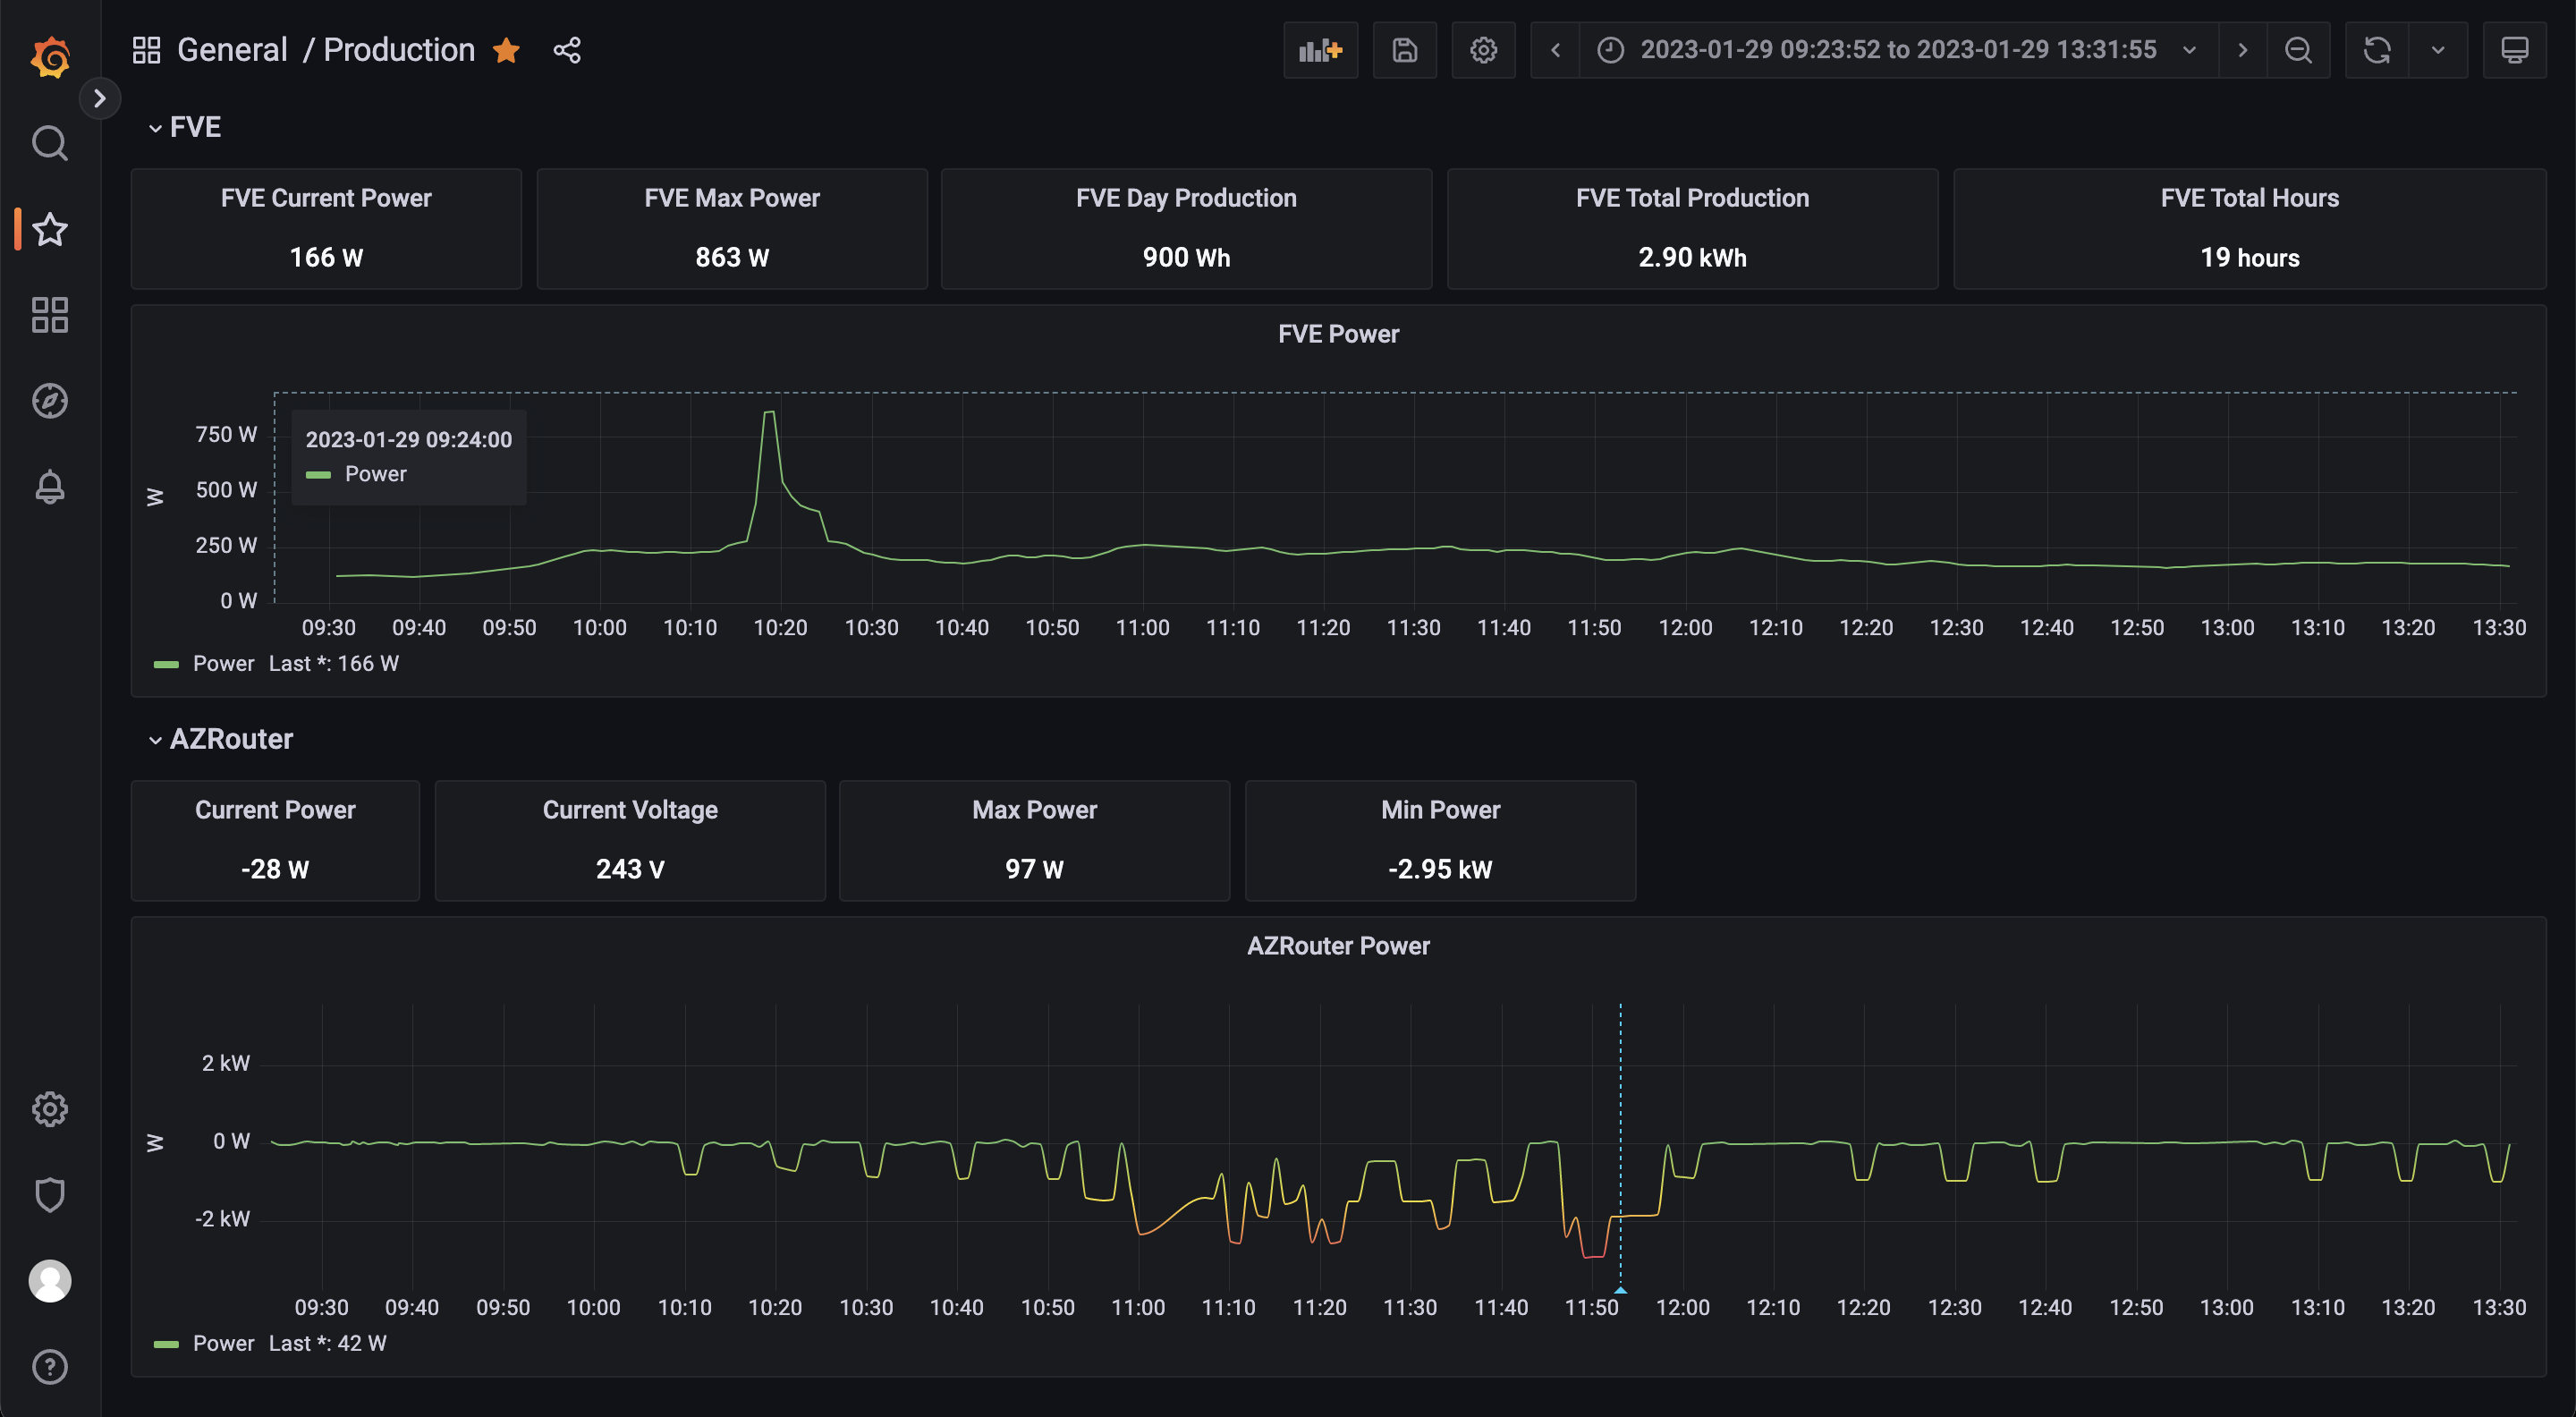 General / Production
2023-01-29 09:23:52 to 2023-01-29 13:31:55
FVE
FVE Current Power
166 W
FVE Max Power
863 W
FVE Day Production
900 Wh
FVE Total Production
2.90 kWh
FVE Total Hours
19 hours
FVE Power
750 W
500 W
250 W
0 W
W
2023-01-29 09:24:00
Power
09:30 09:40 09:50 10:00 10:10 10:20 10:30 10:40 10:50 11:00 11:10 11:20 11:30 11:40 11:50 12:00 12:10 12:20 12:30 12:40 12:50 13:00 13:10 13:20 13:30
Power Last *: 166 W
AZRouter
Current Power
-28 W
Current Voltage
243 V
Max Power
97 W
Min Power
-2.95 kW
AZRouter Power
2 kW
0 W
-2 kW
W
09:30 09:40 09:50 10:00 10:10 10:20 10:30 10:40 10:50 11:00 11:10 11:20 11:30 11:40 11:50 12:00 12:10 12:20 12:30 12:40 12:50 13:00 13:10 13:20 13:30
Power Last *: 42 W